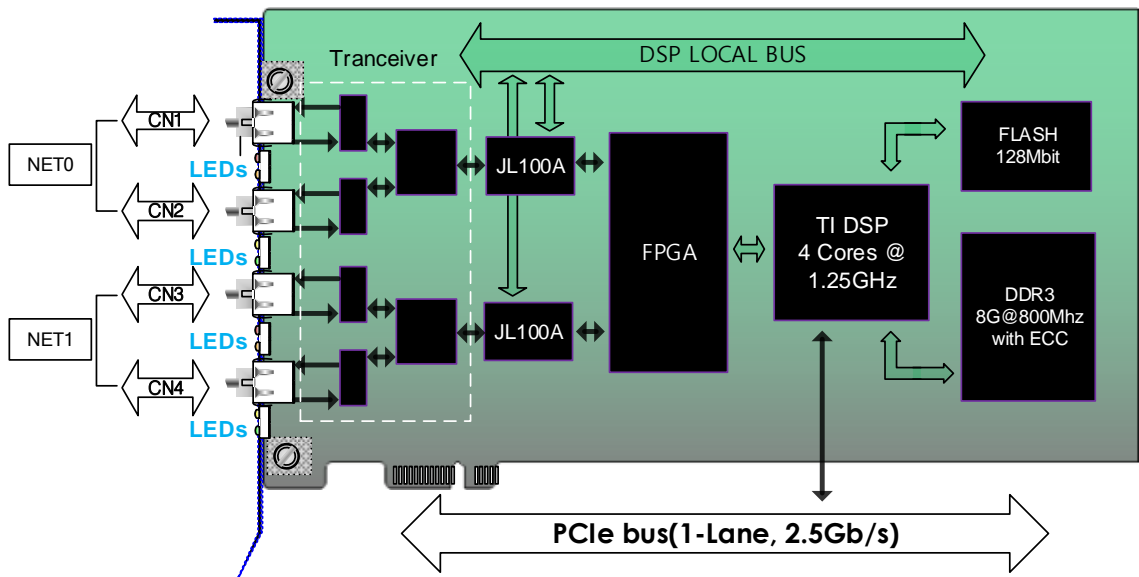 DSP LOCAL BUS
Tranceiver
CN1
NET0
LEDs
CN2
LEDs
CN3
NET1
LEDs
CN4
LEDs
JL100A
JL100A
FPGA
TI DSP
4 Cores @
1.25GHz
FLASH
128Mbit
DDR3
8G@800Mhz
with ECC
PCIe bus(1-Lane, 2.5Gb/s)